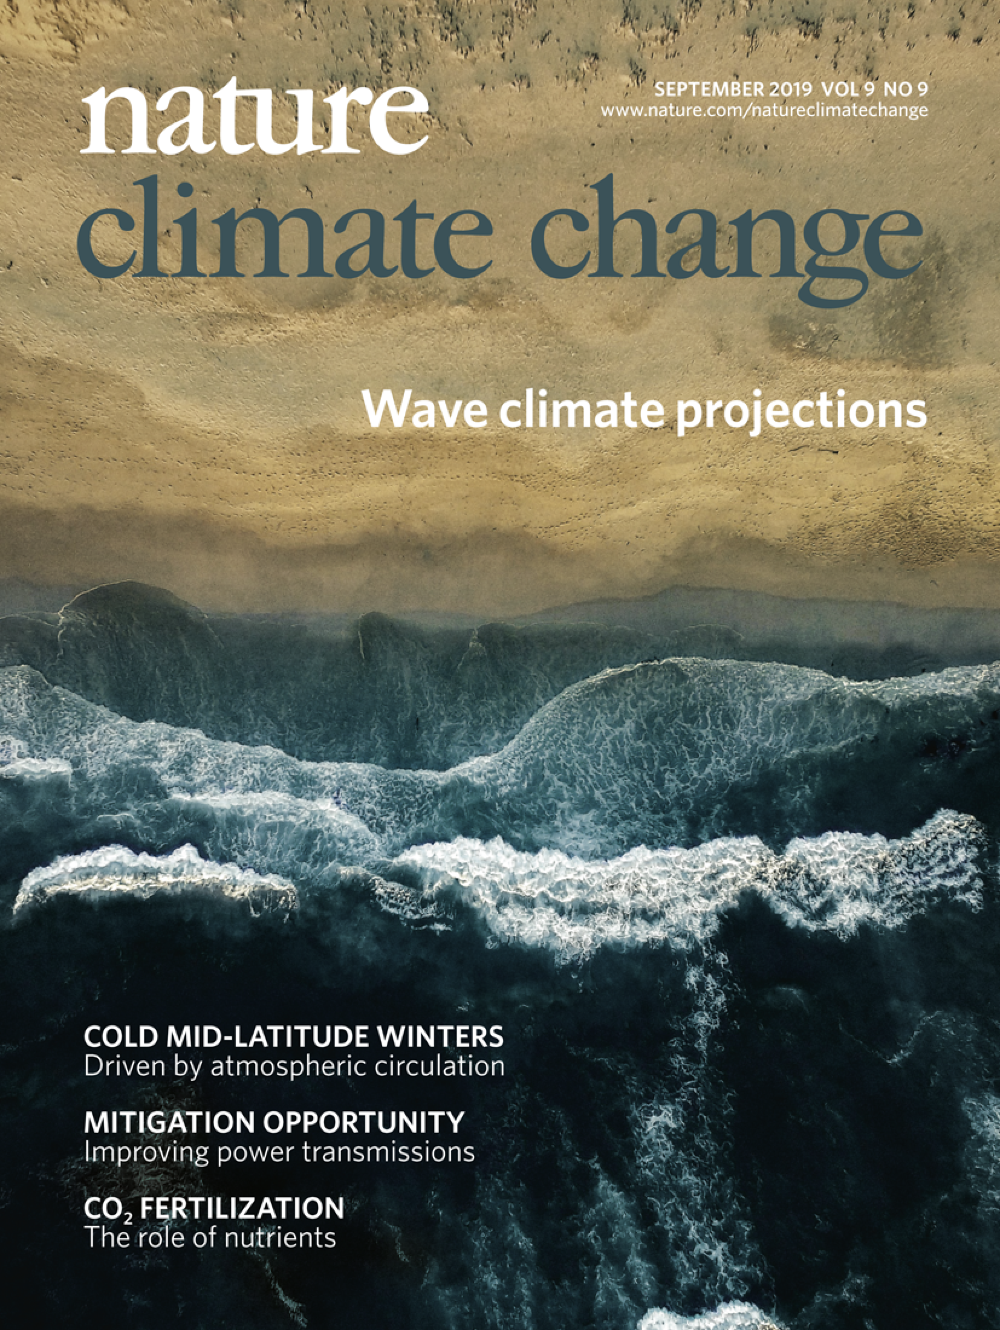 nature
SEPTEMBER 2019 VOL 9 NO 9
www.nature.com/natureclimatechange
climate change
Wave climate projections
COLD MID-LATITUDE WINTERS
Driven by atmospheric circulation
MITIGATION OPPORTUNITY
Improving power transmissions
CO₂ FERTILIZATION
The role of nutrients